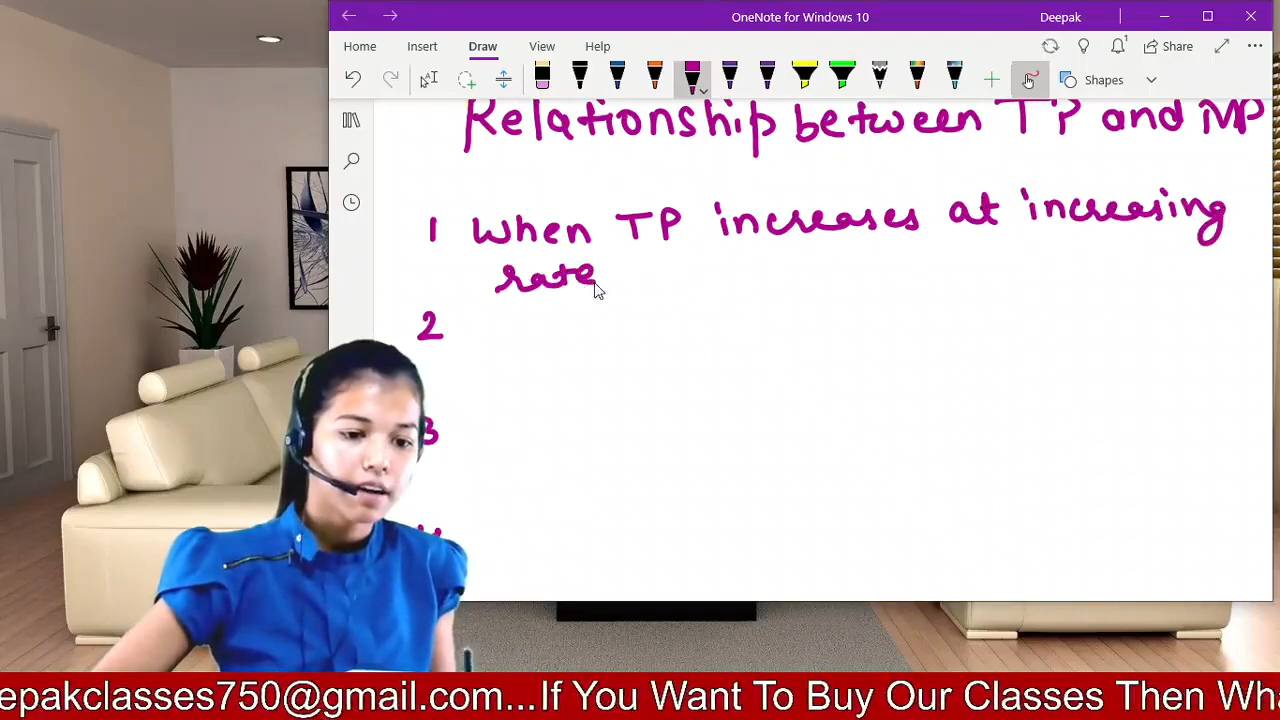 OneNote for Windows 10
Deepak
Home Insert Draw View Help
Share
Shapes
Relationship between TP and MP
1 When TP increases at increasing
rate
2
3
epakclasses750@gmail.com...If You Want To Buy Our Classes Then Wha